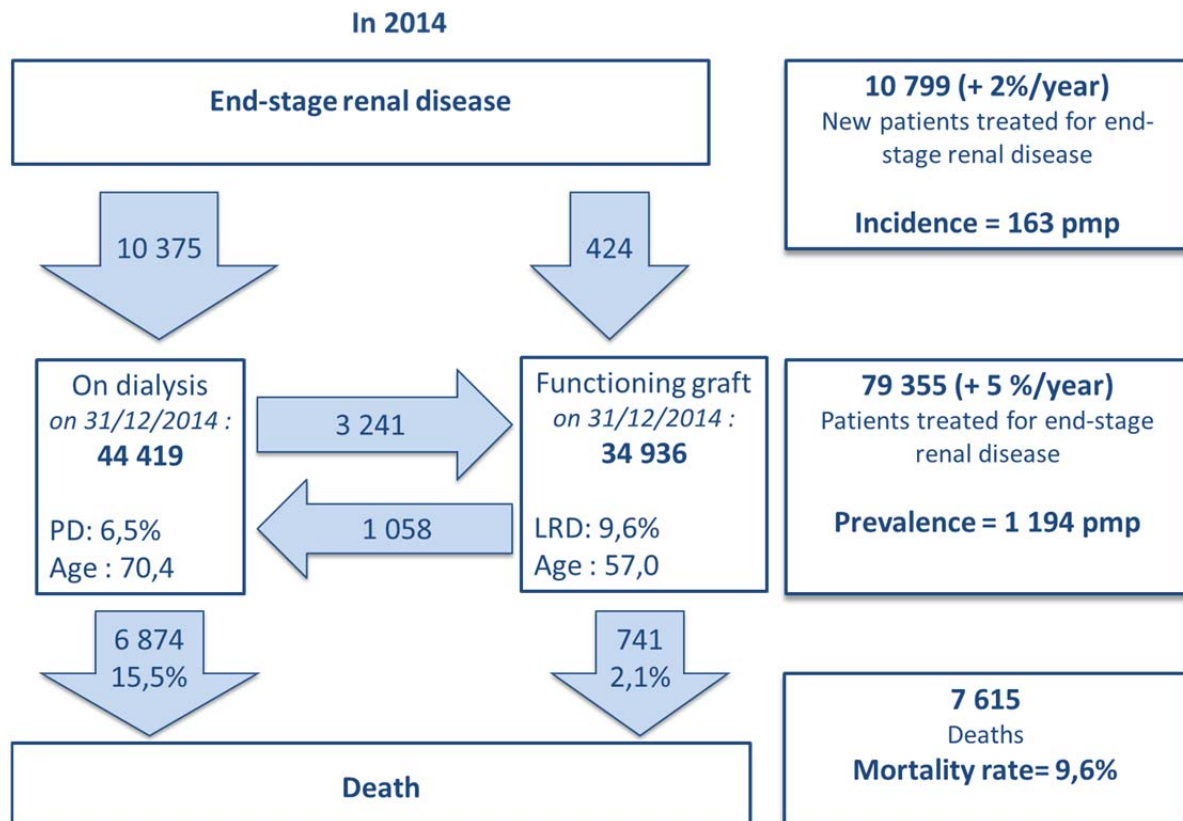 In 2014
End-stage renal disease
10 799 (+ 2%/year)
New patients treated for end-
stage renal disease
Incidence = 163 pmp
10 375
424
On dialysis
on 31/12/2014 :
44 419
PD: 6,5%
Age : 70,4
3 241
1 058
Functioning graft
on 31/12/2014 :
34 936
LRD: 9,6%
Age : 57,0
79 355 (+ 5 %/year)
Patients treated for end-stage
renal disease
Prevalence = 1 194 pmp
6 874
15,5%
741
2,1%
7 615
Deaths
Mortality rate= 9,6%
Death